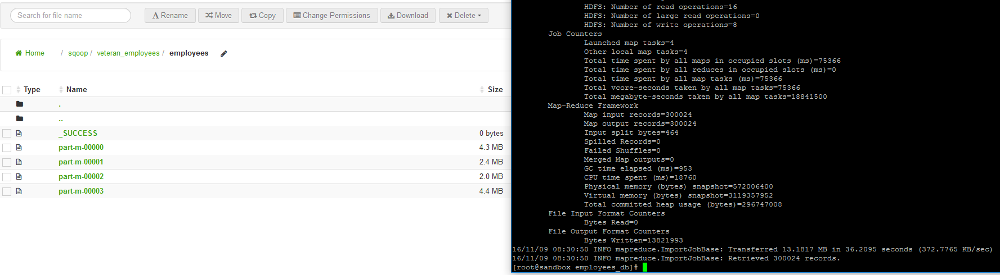 Search for file name
Rename
Move
Copy
Change Permissions
Download
Delete
Home / sqoop / veteran_employees / employees
Type Name Size
.
..
_SUCCESS 0 bytes
part-m-00000 4.3 MB
part-m-00001 2.4 MB
part-m-00002 2.0 MB
part-m-00003 4.4 MB
HDFS: Number of read operations=16
HDFS: Number of large read operations=0
HDFS: Number of write operations=8
Job Counters
Launched map tasks=4
Other local map tasks=4
Total time spent by all maps in occupied slots (ms)=75366
Total time spent by all reduces in occupied slots (ms)=0
Total time spent by all map tasks (ms)=75366
Total vcore-seconds taken by all map tasks=75366
Total megabyte-seconds taken by all map tasks=18841500
Map-Reduce Framework
Map input records=300024
Map output records=300024
Input split bytes=464
Spilled Records=0
Failed Shuffles=0
Merged Map outputs=0
GC time elapsed (ms)=953
CPU time spent (ms)=18760
Physical memory (bytes) snapshot=572006400
Virtual memory (bytes) snapshot=3119357952
Total committed heap usage (bytes)=296747008
File Input Format Counters
Bytes Read=0
File Output Format Counters
Bytes Written=13821993
16/11/09 08:30:50 INFO mapreduce.ImportJobBase: Transferred 13.1817 MB in 36.2095 seconds (372.7765 KB/sec)
16/11/09 08:30:50 INFO mapreduce.ImportJobBase: Retrieved 300024 records.
[root@sandbox employees_db]#